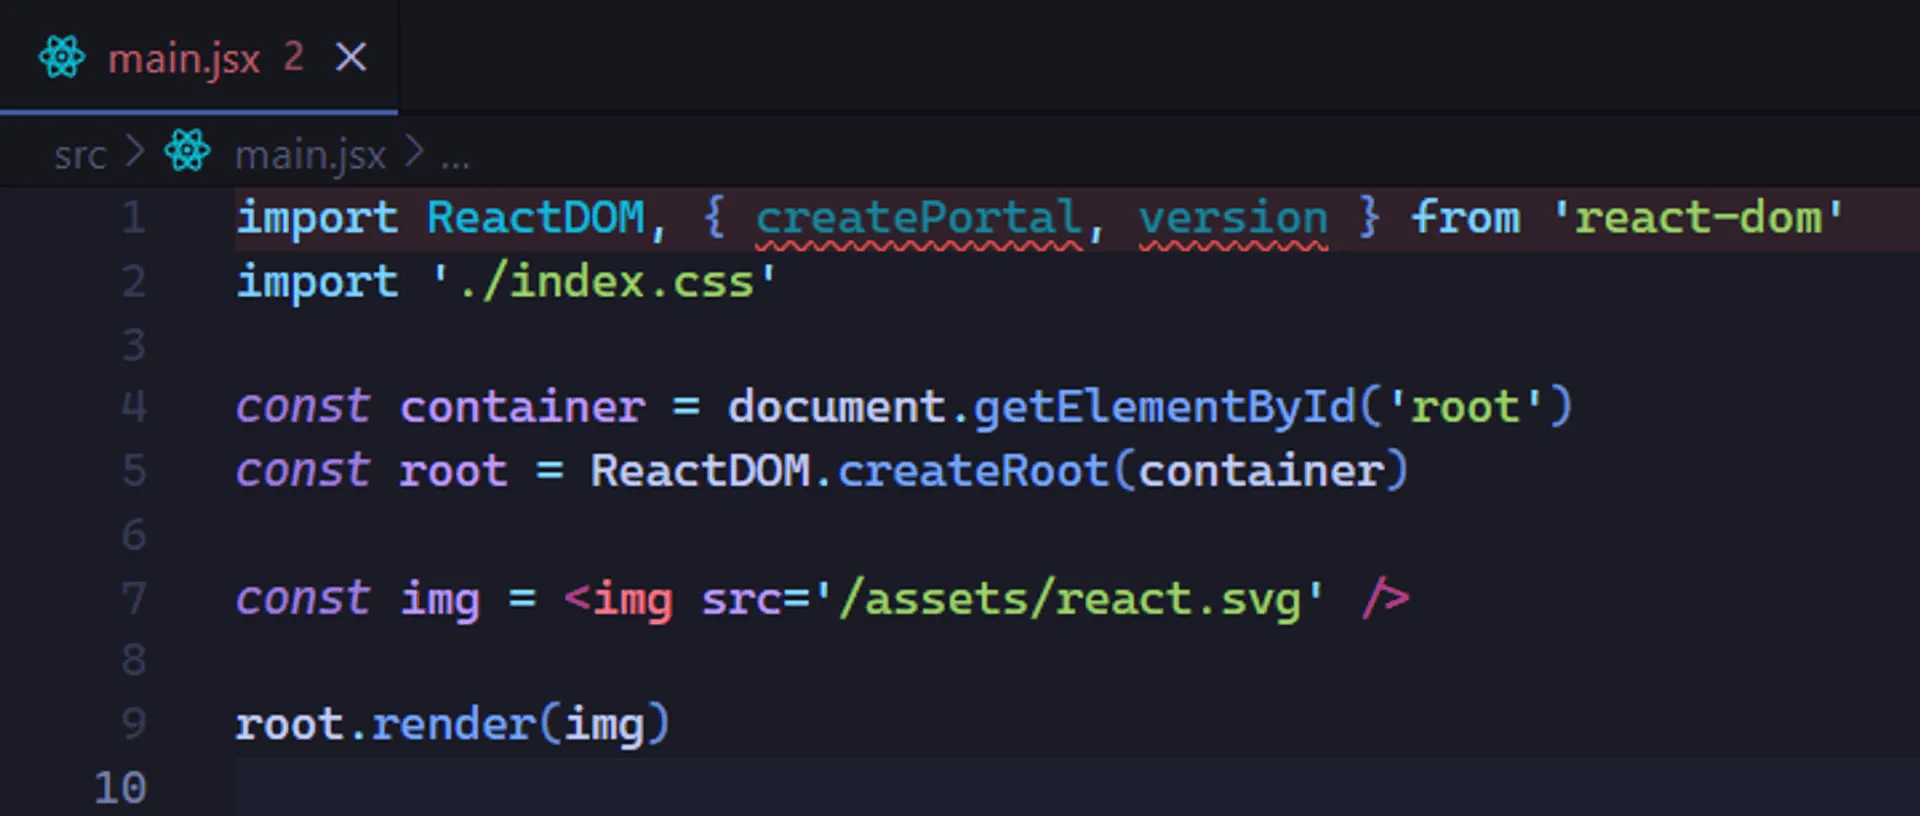 main.jsx 2
src > main.jsx > ...
1 import ReactDOM, { createPortal, version } from 'react-dom'
2 import './index.css'
3
4 const container = document.getElementById('root')
5 const root = ReactDOM.createRoot(container)
6
7 const img = <img src='/assets/react.svg' />
8
9 root.render(img)
10